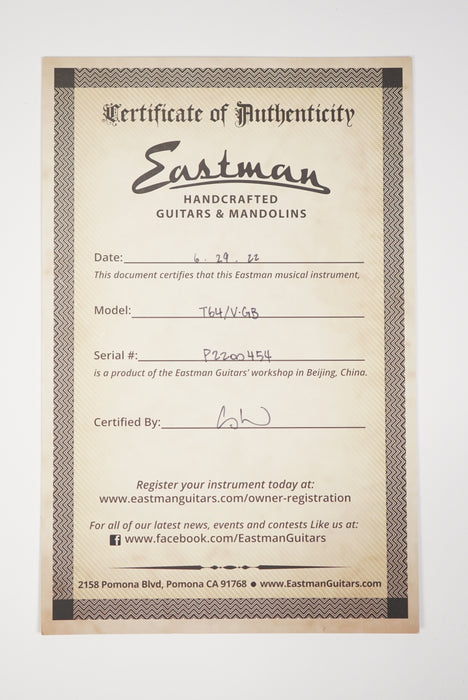 Certificate of Authenticity
Eastman
HANDCRAFTED
GUITARS & MANDOLINS
Date: 6.29.22
This document certifies that this Eastman musical instrument,
Model: T64/V-GB
Serial #: P2200454
is a product of the Eastman Guitars' workshop in Beijing, China.
Certified By:
Register your instrument today at:
www.eastmanguitars.com/owner-registration
For all of our latest news, events and contests Like us at:
f www.facebook.com/EastmanGuitars
2158 Pomona Blvd, Pomona CA 91768 ● www.EastmanGuitars.com